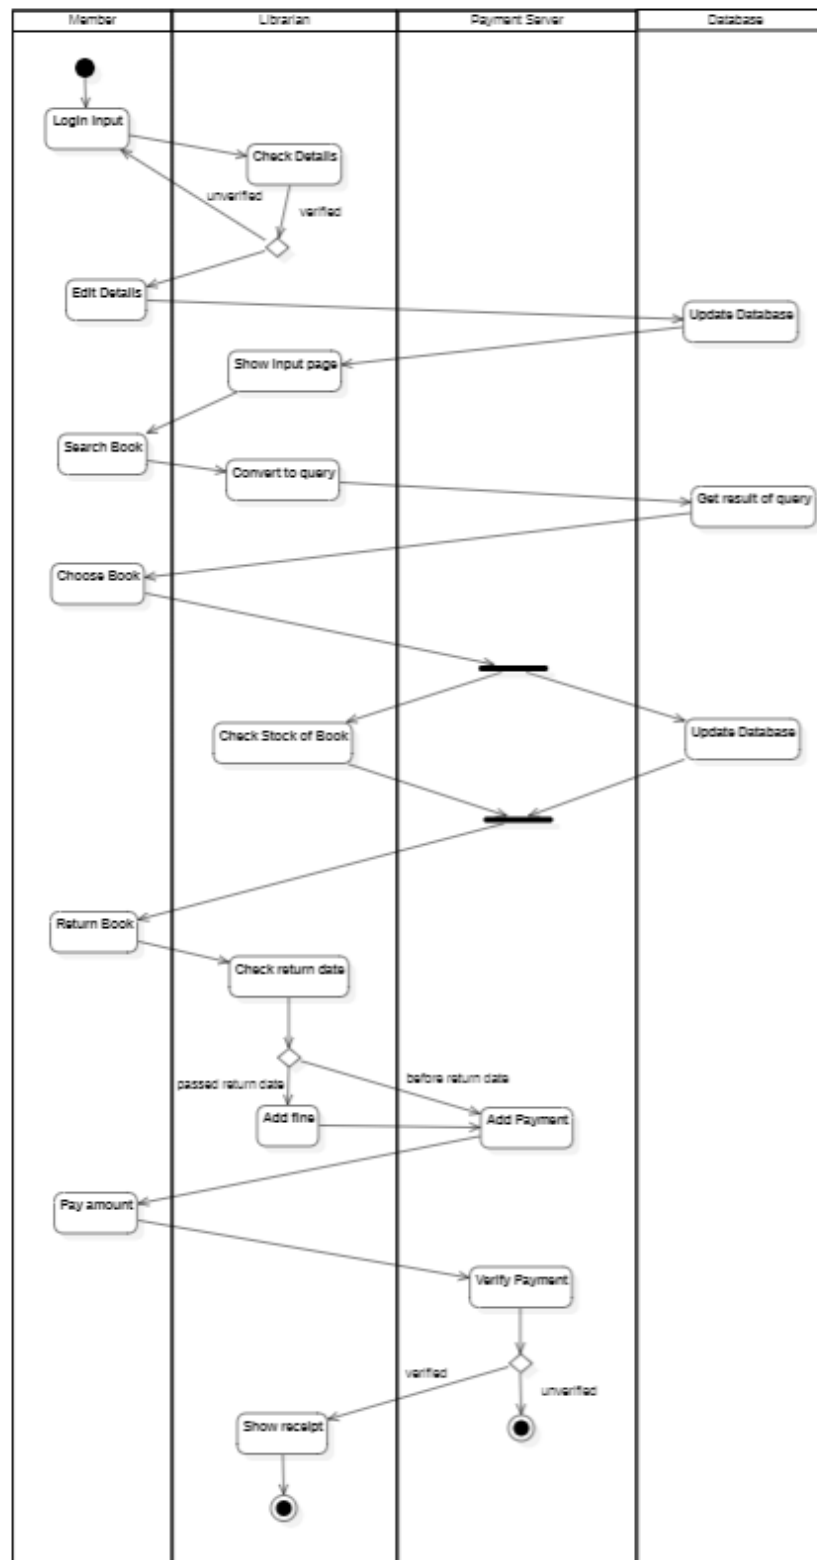 Member
Librarian
Payment Server
Database
Login Input
Check Details
unverified
verified
Edit Details
Update Database
Show Input page
Search Book
Convert to query
Get result of query
Choose Book
Check Stock of Book
Update Database
Return Book
Check return date
passed return date
before return date
Add fine
Add Payment
Pay amount
Verify Payment
verified
unverified
Show receipt